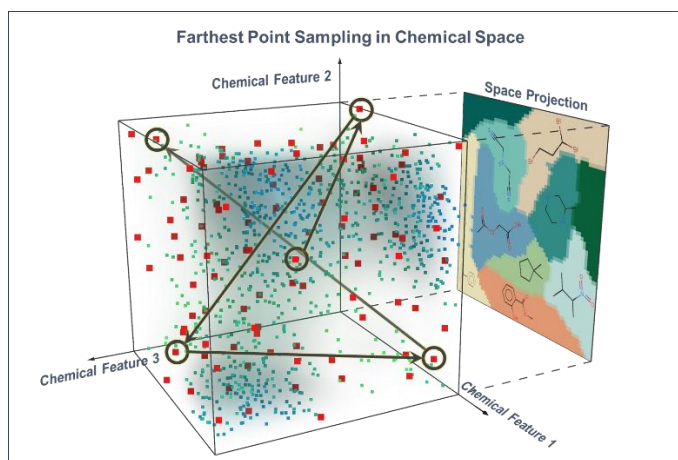 Farthest Point Sampling in Chemical Space
Chemical Feature 2
Space Projection
Chemical Feature 3
Chemical Feature 1